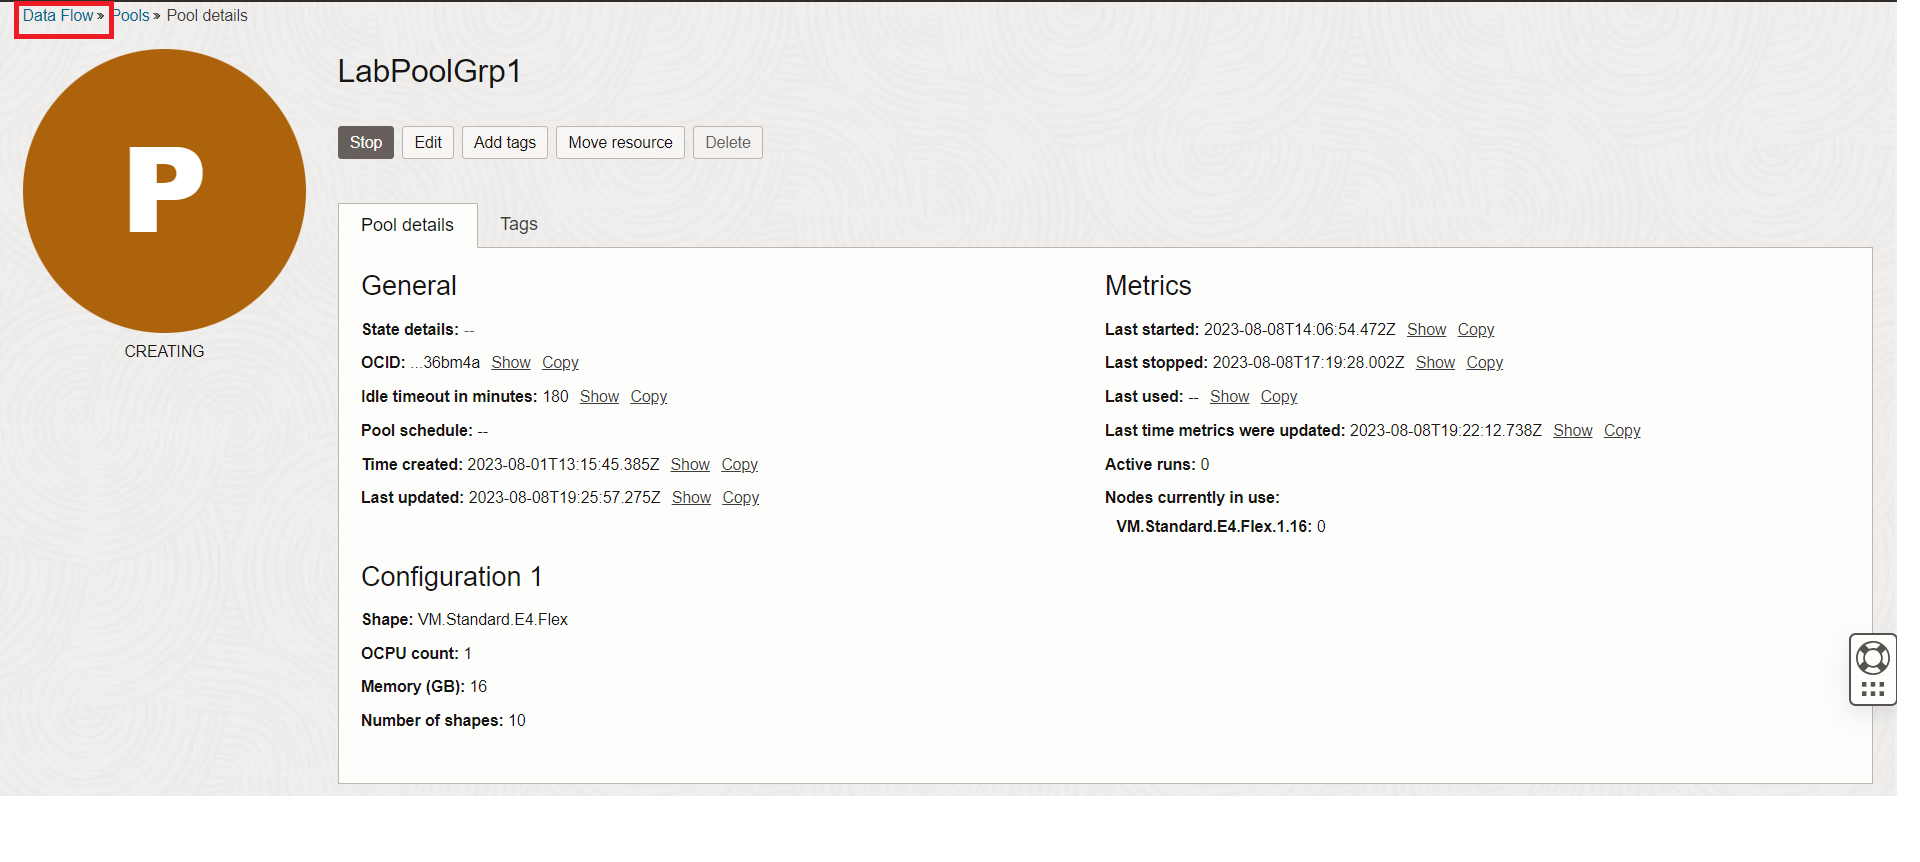 Data Flow » Pools » Pool details
P
CREATING
LabPoolGrp1
Stop Edit Add tags Move resource Delete
Pool details Tags
General
State details: --
OCID: ...36bm4a Show Copy
Idle timeout in minutes: 180 Show Copy
Pool schedule: --
Time created: 2023-08-01T13:15:45.385Z Show Copy
Last updated: 2023-08-08T19:25:57.275Z Show Copy
Configuration 1
Shape: VM.Standard.E4.Flex
OCPU count: 1
Memory (GB): 16
Number of shapes: 10
Metrics
Last started: 2023-08-08T14:06:54.472Z Show Copy
Last stopped: 2023-08-08T17:19:28.002Z Show Copy
Last used: -- Show Copy
Last time metrics were updated: 2023-08-08T19:22:12.738Z Show Copy
Active runs: 0
Nodes currently in use:
VM.Standard.E4.Flex.1.16: 0